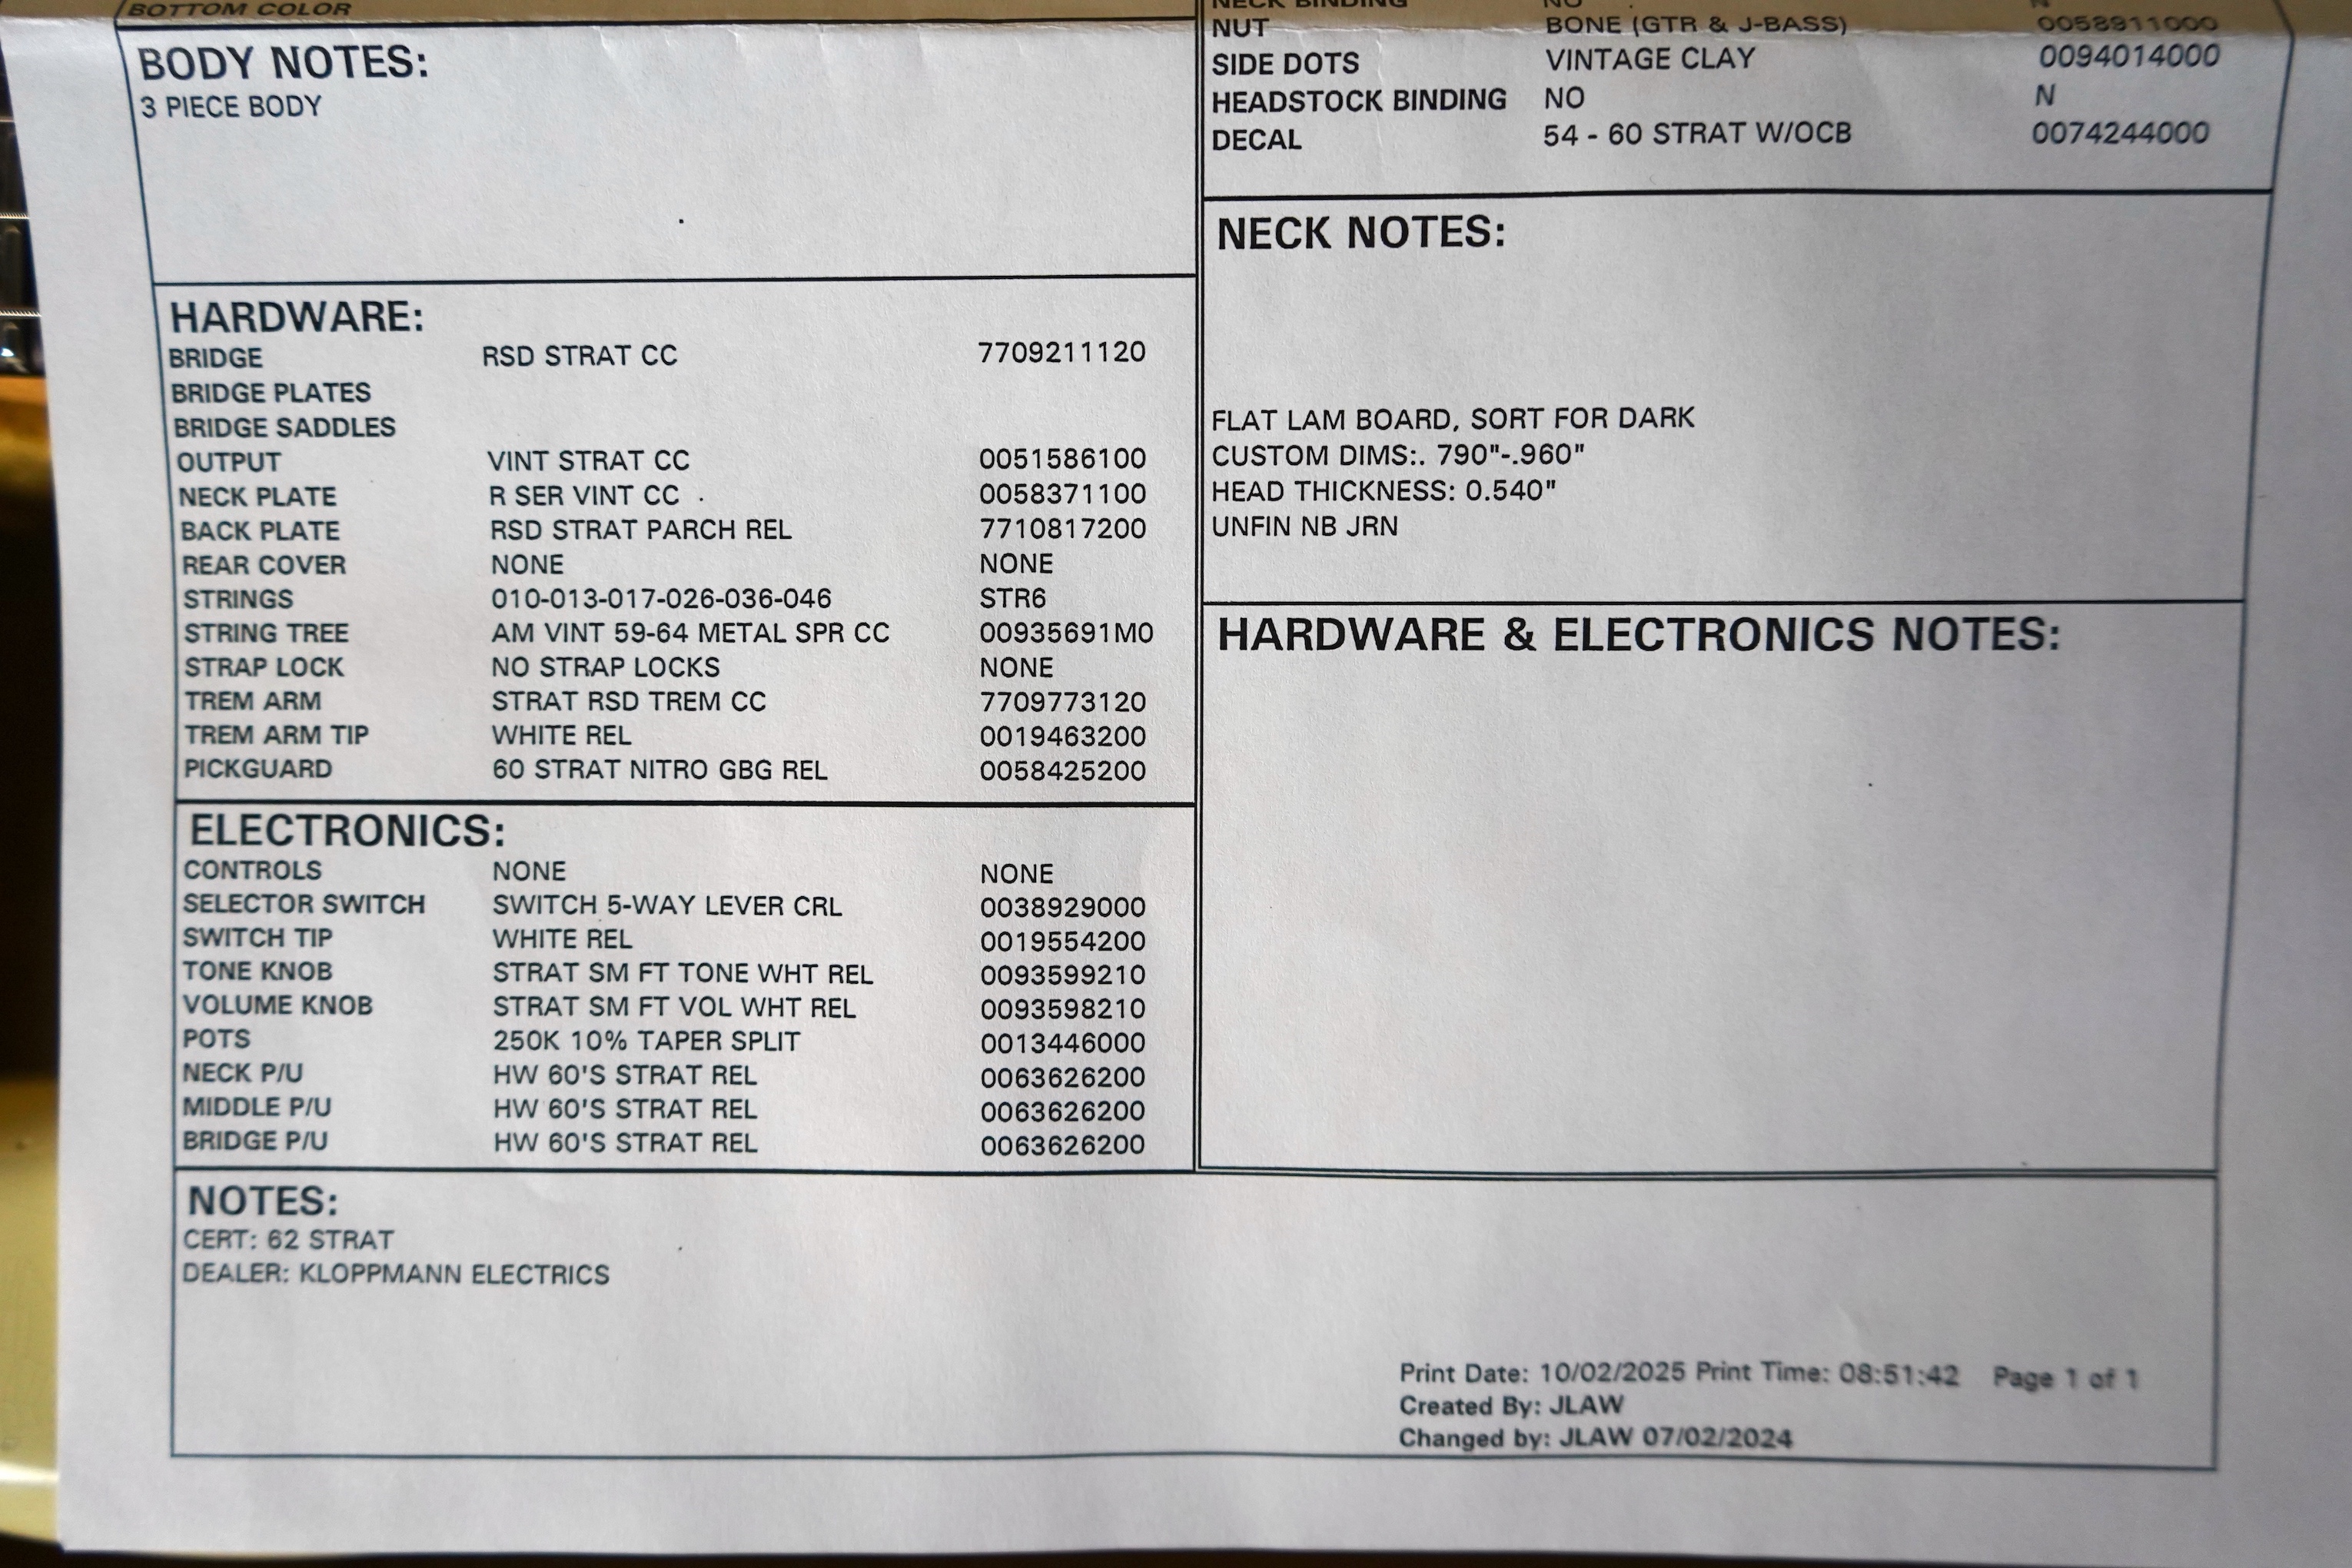 BOTTOM COLOR
BODY NOTES:
3 PIECE BODY
HARDWARE:
BRIDGE RSD STRAT CC 7709211120
BRIDGE PLATES
BRIDGE SADDLES
OUTPUT VINT STRAT CC 0051586100
NECK PLATE R SER VINT CC 0058371100
BACK PLATE RSD STRAT PARCH REL 7710817200
REAR COVER NONE NONE
STRINGS 010-013-017-026-036-046 STR6
STRING TREE AM VINT 59-64 METAL SPR CC 00935691M0
STRAP LOCK NO STRAP LOCKS NONE
TREM ARM STRAT RSD TREM CC 7709773120
TREM ARM TIP WHITE REL 0019463200
PICKGUARD 60 STRAT NITRO GBG REL 0058425200
ELECTRONICS:
CONTROLS NONE NONE
SELECTOR SWITCH SWITCH 5-WAY LEVER CRL 0038929000
SWITCH TIP WHITE REL 0019554200
TONE KNOB STRAT SM FT TONE WHT REL 0093599210
VOLUME KNOB STRAT SM FT VOL WHT REL 0093598210
POTS 250K 10% TAPER SPLIT 0013446000
NECK P/U HW 60'S STRAT REL 0063626200
MIDDLE P/U HW 60'S STRAT REL 0063626200
BRIDGE P/U HW 60'S STRAT REL 0063626200
NECK BINDING NO N
NUT BONE (GTR & J-BASS) 0058911000
SIDE DOTS VINTAGE CLAY 0094014000
HEADSTOCK BINDING NO N
DECAL 54 - 60 STRAT W/OCB 0074244000
NECK NOTES:
FLAT LAM BOARD, SORT FOR DARK
CUSTOM DIMS:. 790"-.960"
HEAD THICKNESS: 0.540"
UNFIN NB JRN
HARDWARE & ELECTRONICS NOTES:
NOTES:
CERT: 62 STRAT
DEALER: KLOPPMANN ELECTRICS
Print Date: 10/02/2025 Print Time: 08:51:42 Page 1 of 1
Created By: JLAW
Changed by: JLAW 07/02/2024